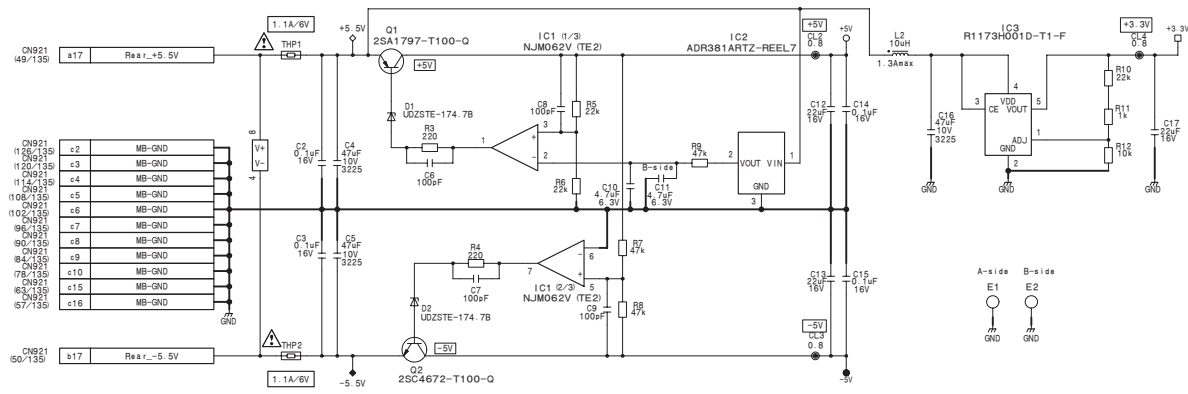 1.1A/6V
+5.5V
Q1
2SA1797-T100-Q
IC1 (1/3)
NJM062V (TE2)
IC2
ADR381ARTZ-REEL7
+5V
CL2
0.8
+5V
L2
10uH
1.3Amax
IC3
R1173H001D-T1-F
+3.3V
CL4
0.8
+3.3V
CN921
(49/135)
a17 Rear_+5.5V
THP1
+5V
D1
UDZSTE-174.7B
R3
220
C6
100pF
1
3
2
C8
100pF
R5
22k
R6
22k
C10
4.7uF
6.3V
B-side
C11
4.7uF
6.3V
R9
47k
2 VOUT VIN 1
GND
3
C12
22uF
16V
C14
0.1uF
16V
C16
47uF
10V
3225
GND
4
3 VDD 5
CE VOUT
ADJ 1
GND
2
GND
R10
22k
R11
1k
R12
10k
C17
22uF
16V
GND
CN921
(126/135)
c2 MB-GND
CN921
(120/135)
c3 MB-GND
CN921
(114/135)
c4 MB-GND
CN921
(108/135)
c5 MB-GND
CN921
(102/135)
c6 MB-GND
CN921
(96/135)
c7 MB-GND
CN921
(90/135)
c8 MB-GND
CN921
(84/135)
c9 MB-GND
CN921
(78/135)
c10 MB-GND
CN921
(63/135)
c15 MB-GND
CN921
(57/135)
c16 MB-GND
GND
8
V+
V-
4
C2
0.1uF
16V
C4
47uF
10V
3225
C3
0.1uF
16V
C5
47uF
10V
3225
R4
220
C7
100pF
D2
UDZSTE-174.7B
7
6
5
IC1 (2/3)
NJM062V (TE2)
C9
100pF
R7
47k
R8
47k
C13
22uF
16V
C15
0.1uF
16V
A-side
E1
GND
B-side
E2
GND
CN921
(50/135)
b17 Rear_-5.5V
THP2
1.1A/6V
-5.5V
Q2
2SC4672-T100-Q
-5V
-5V
CL3
0.8
-5V